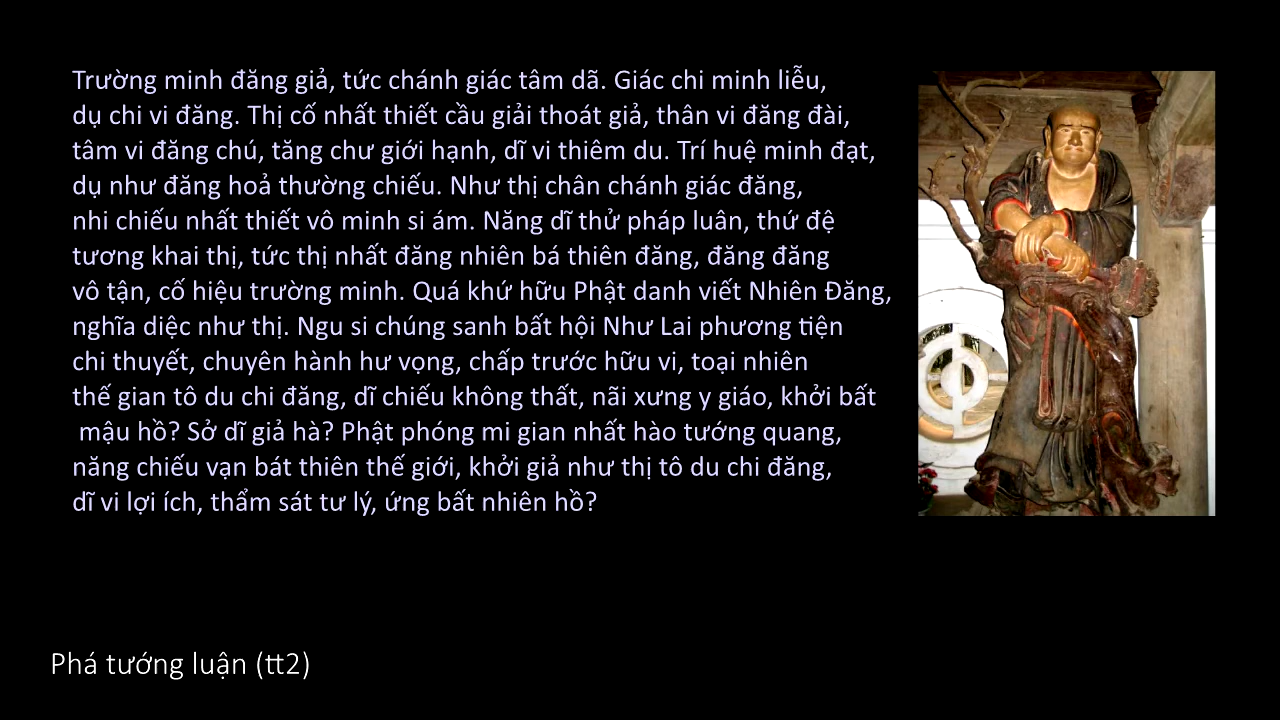 Trường minh đăng giả, tức chánh giác tâm dã. Giác chi minh liễu,
dụ chi vi đăng. Thị cố nhất thiết cầu giải thoát giả, thân vi đăng đài,
tâm vi đăng chú, tăng chư giới hạnh, dĩ vi thiêm du. Trí huệ minh đạt,
dụ như đăng hoả thường chiếu. Như thị chân chánh giác đăng,
nhi chiếu nhất thiết vô minh si ám. Năng dĩ thử pháp luân, thứ đệ
tương khai thị, tức thị nhất đăng nhiên bá thiên đăng, đăng đăng
vô tận, cố hiệu trường minh. Quá khứ hữu Phật danh viết Nhiên Đăng,
nghĩa diệc như thị. Ngu si chúng sanh bất hội Như Lai phương tiện
chi thuyết, chuyên hành hư vọng, chấp trước hữu vi, toại nhiên
thế gian tô du chi đăng, dĩ chiếu không thất, nãi xưng y giáo, khởi bất
mậu hồ? Sở dĩ giả hà? Phật phóng mi gian nhất hào tướng quang,
năng chiếu vạn bát thiên thế giới, khởi giả như thị tô du chi đăng,
dĩ vi lợi ích, thẩm sát tư lý, ứng bất nhiên hồ?
Phá tướng luận (tt2)